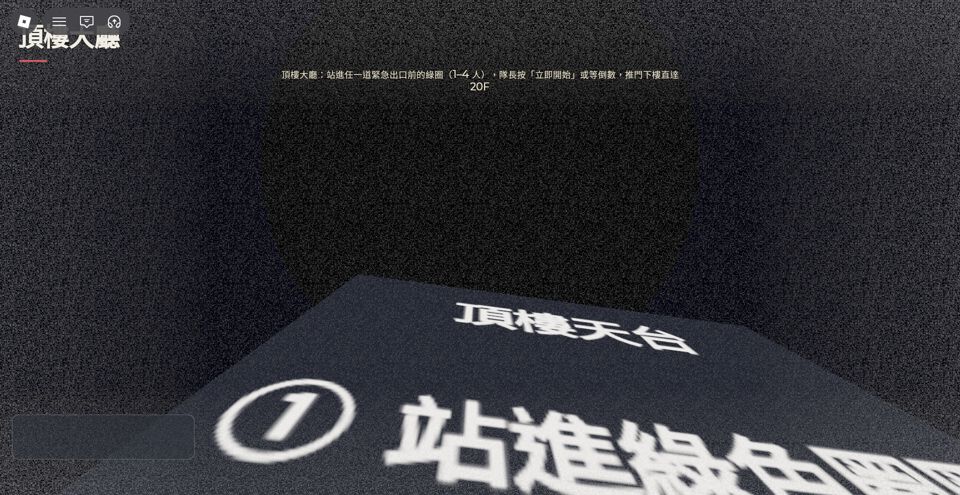 頂樓大廳
頂樓大廳：站進任一道緊急出口前的綠圈（1–4 人），隊長按「立即開始」或等倒數，推門下樓直達
20F
頂樓天台
① 站進綠色圈